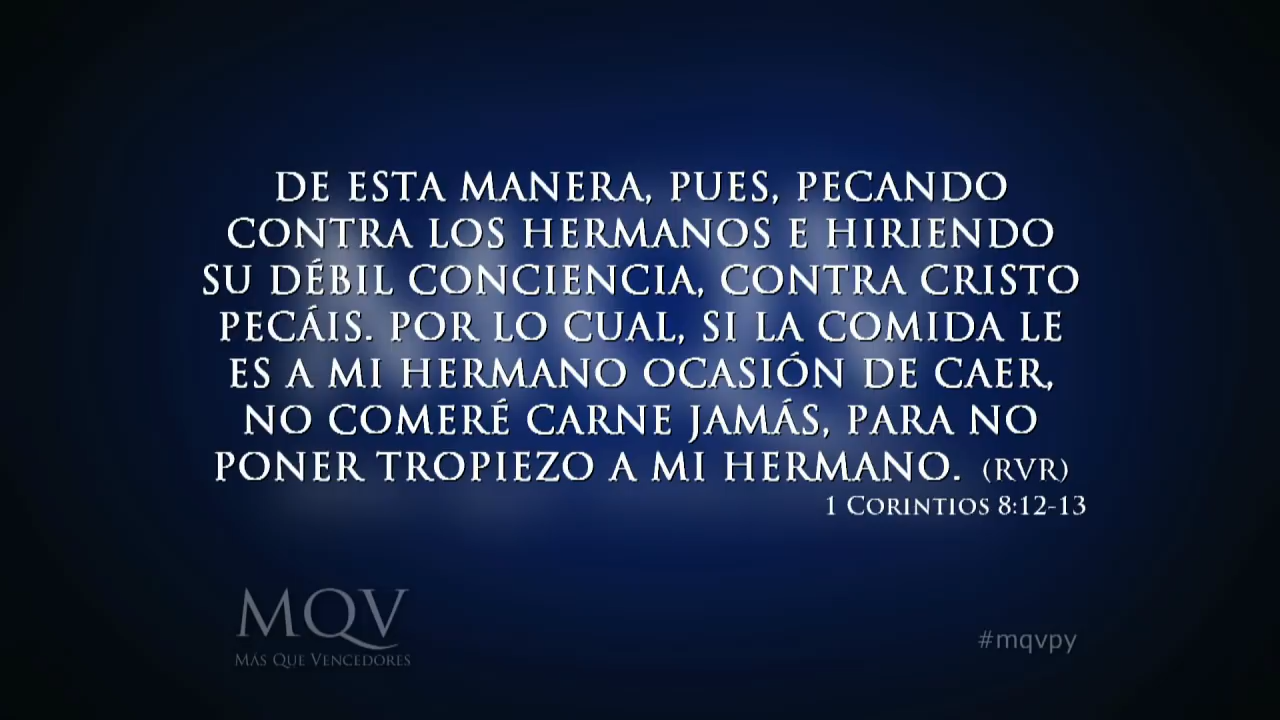 DE ESTA MANERA, PUES, PECANDO
CONTRA LOS HERMANOS E HIRIENDO
SU DÉBIL CONCIENCIA, CONTRA CRISTO
PECÁIS. POR LO CUAL, SI LA COMIDA LE
ES A MI HERMANO OCASIÓN DE CAER,
NO COMERÉ CARNE JAMÁS, PARA NO
PONER TROPIEZO A MI HERMANO. (RVR)
1 CORINTIOS 8:12-13
MQV
MÁS QUE VENCEDORES
#mqvpy